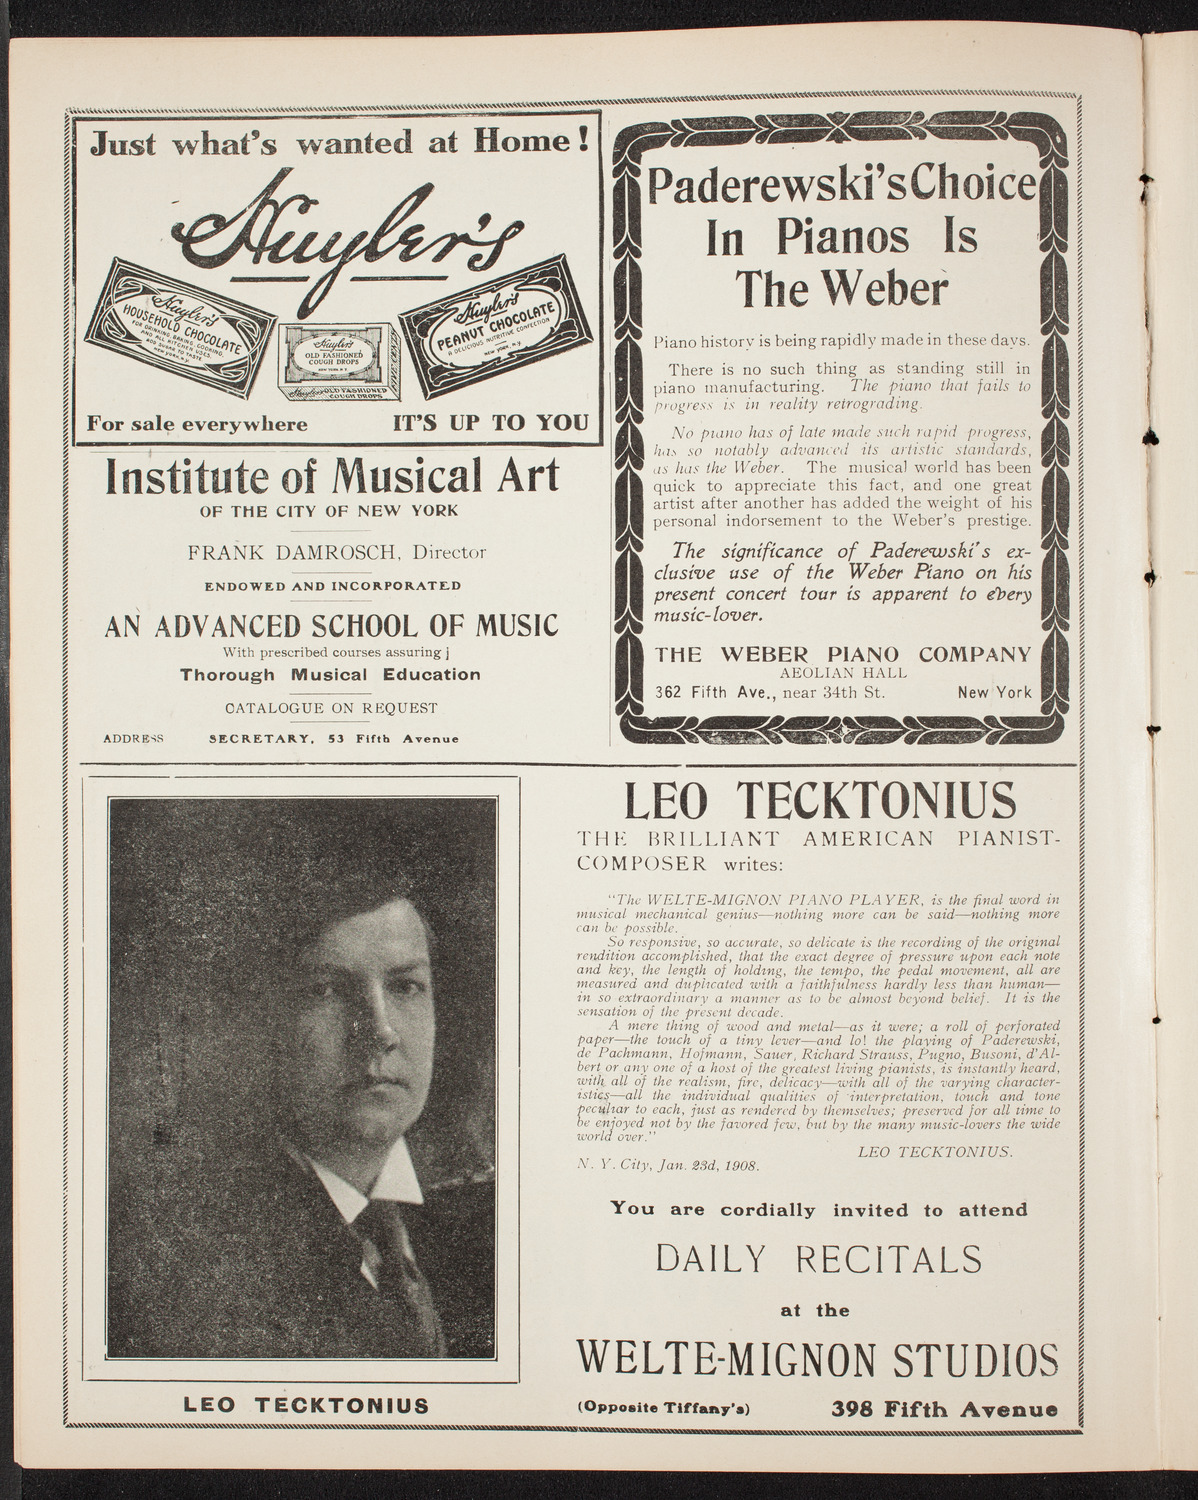 Just what's wanted at Home!
Huyler's
Huyler's
HOUSEHOLD CHOCOLATE
FOR DRINKING, BAKING, COOKING,
AND ALL KITCHEN USES.
ADD SUGAR TO TASTE
NEW YORK, N.Y.
Huyler's
OLD FASHIONED
COUGH DROPS
NEW YORK, N.Y.
Huyler's OLD FASHIONED
COUGH DROPS
Huyler's
PEANUT CHOCOLATE
A DELICIOUS NUTRITIVE CONFECTION
NEW YORK, N.Y.
For sale everywhere IT'S UP TO YOU
Institute of Musical Art
OF THE CITY OF NEW YORK
FRANK DAMROSCH, Director
ENDOWED AND INCORPORATED
AN ADVANCED SCHOOL OF MUSIC
With prescribed courses assuring
Thorough Musical Education
CATALOGUE ON REQUEST
ADDRESS SECRETARY, 53 Fifth Avenue
Paderewski's Choice
In Pianos Is
The Weber
Piano history is being rapidly made in these days.
There is no such thing as standing still in
piano manufacturing. The piano that fails to
progress is in reality retrograding.
No piano has of late made such rapid progress,
has so notably advanced its artistic standards,
as has the Weber. The musical world has been
quick to appreciate this fact, and one great
artist after another has added the weight of his
personal indorsement to the Weber's prestige.
The significance of Paderewski's ex-
clusive use of the Weber Piano on his
present concert tour is apparent to every
music-lover.
THE WEBER PIANO COMPANY
AEOLIAN HALL
362 Fifth Ave., near 34th St. New York
LEO TECKTONIUS
LEO TECKTONIUS
THE BRILLIANT AMERICAN PIANIST-
COMPOSER writes:
"The WELTE-MIGNON PIANO PLAYER, is the final word in
musical mechanical genius—nothing more can be said—nothing more
can be possible.
So responsive, so accurate, so delicate is the recording of the original
rendition accomplished, that the exact degree of pressure upon each note
and key, the length of holding, the tempo, the pedal movement, all are
measured and duplicated with a faithfulness hardly less than human—
in so extraordinary a manner as to be almost beyond belief. It is the
sensation of the present decade.
A mere thing of wood and metal—as it were; a roll of perforated
paper—the touch of a tiny lever—and lo! the playing of Paderewski,
de Pachmann, Hofmann, Sauer, Richard Strauss, Pugno, Busoni, d'Al-
bert or any one of a host of the greatest living pianists, is instantly heard,
with all of the realism, fire, delicacy—with all of the varying character-
istics—all the individual qualities of interpretation, touch and tone
peculiar to each, just as rendered by themselves; preserved for all time to
be enjoyed not by the favored few, but by the many music-lovers the wide
world over."
LEO TECKTONIUS.
N. Y. City, Jan. 23d, 1908.
You are cordially invited to attend
DAILY RECITALS
at the
WELTE-MIGNON STUDIOS
(Opposite Tiffany's) 398 Fifth Avenue